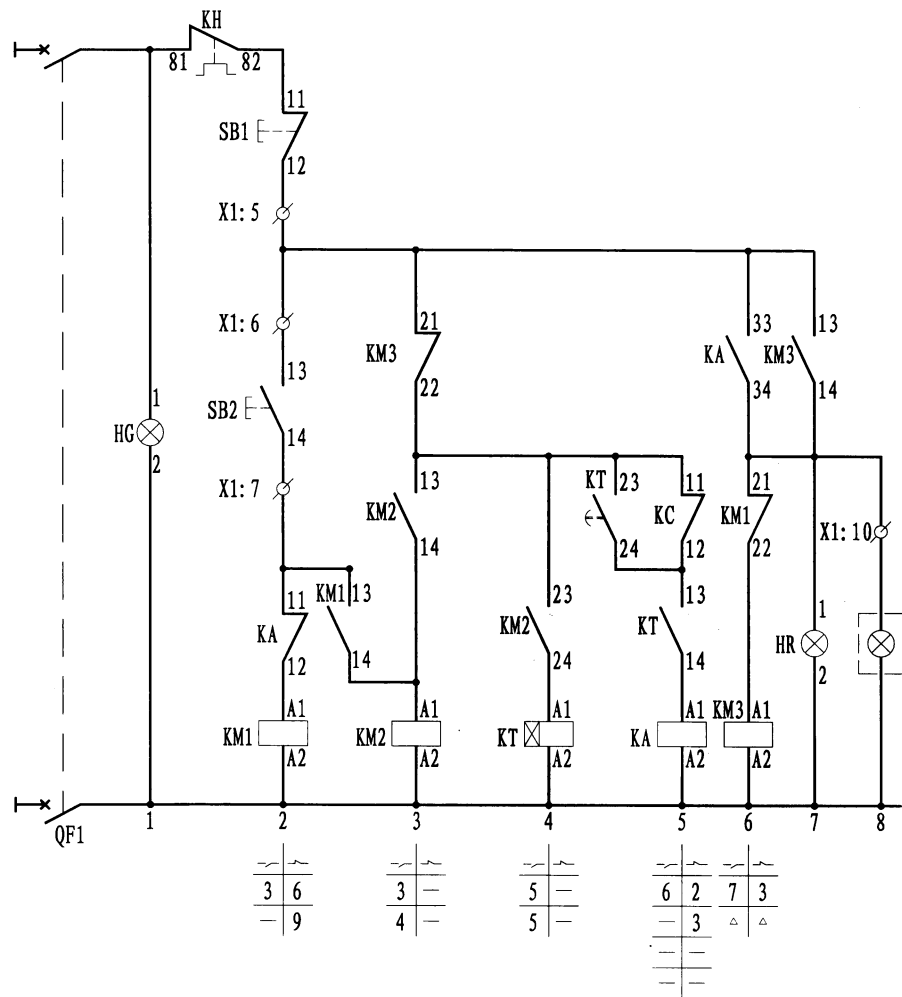 KH
81 82
11
SB1
12
X1:5
X1:6
21
33
13
KM3
KA
KM3
13
22
34
14
SB2
1
14
HG
2
13
KT 23
11
21
X1:7
KM2
KC
KM1
X1:10
14
24
12
22
11
KM1 13
23
13
1
KA
KM2
KT
HR
12
14
24
14
2
A1
A1
A1
A1
KM3 A1
KM1
KM2
KT
KA
A2
A2
A2
A2
A2
QF1
1 2 3 4 5 6 7 8
3 6
3 —
5 —
6 2
7 3
— 9
4 —
5 —
— 3
△ △
— —
— —